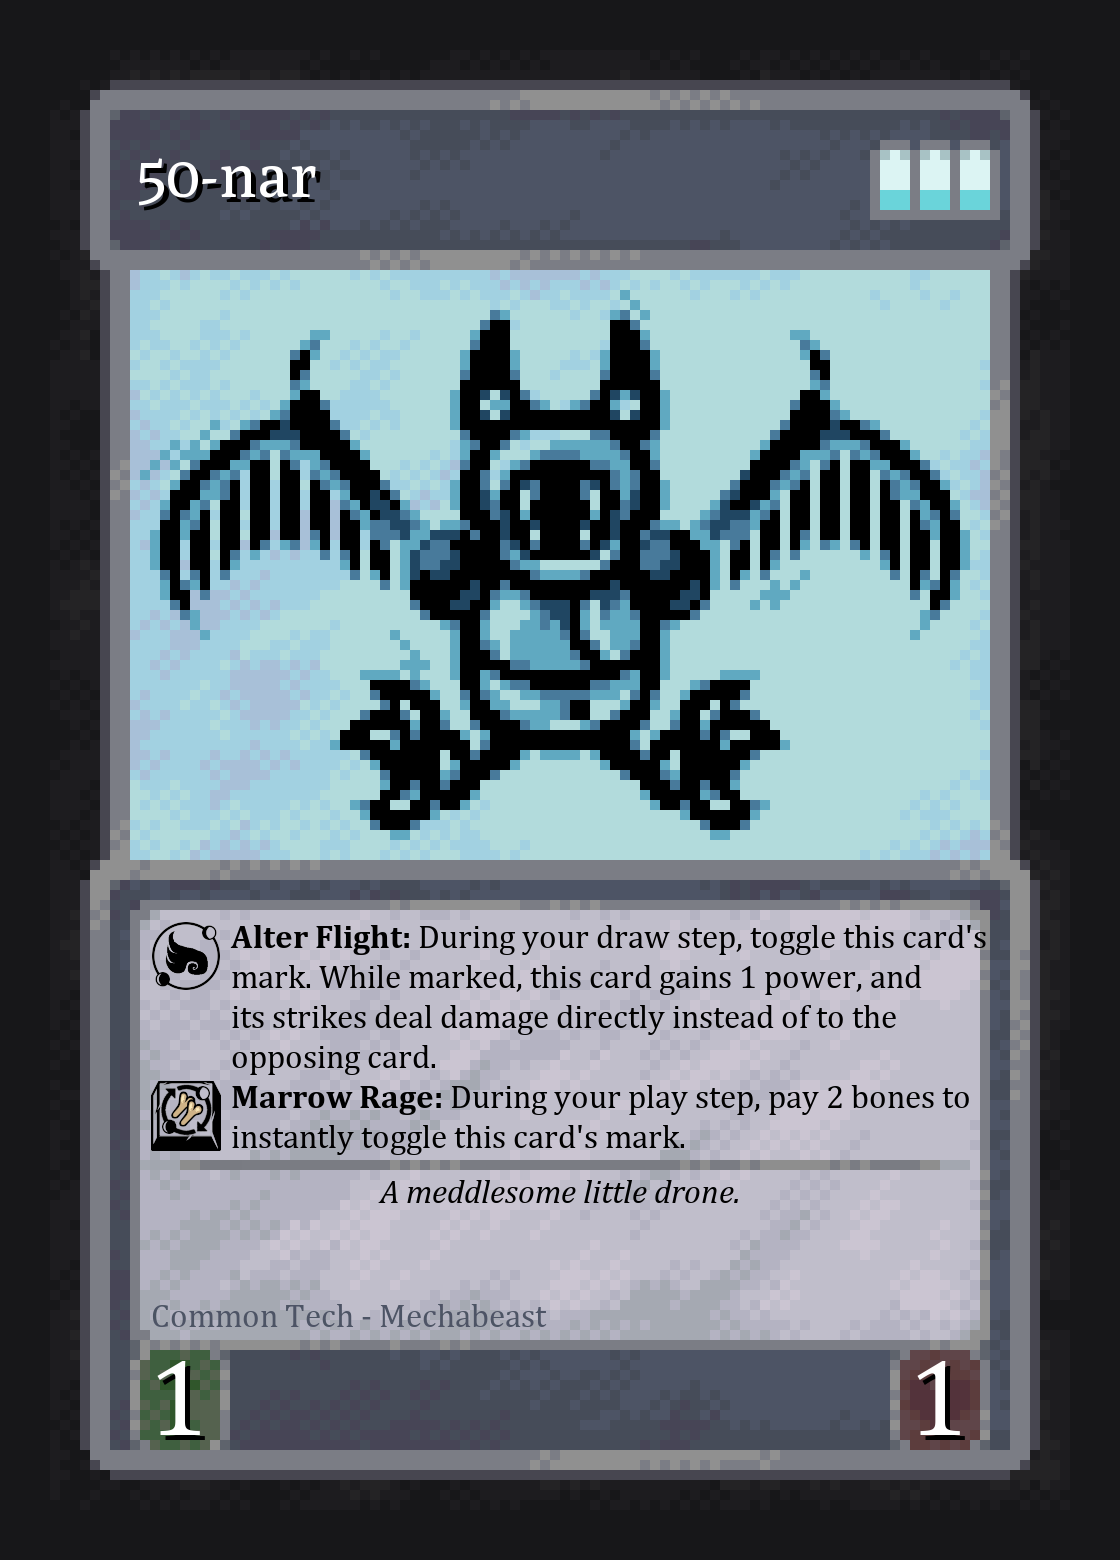 50-nar
Alter Flight: During your draw step, toggle this card's
mark. While marked, this card gains 1 power, and
its strikes deal damage directly instead of to the
opposing card.
Marrow Rage: During your play step, pay 2 bones to
instantly toggle this card's mark.
A meddlesome little drone.
Common Tech - Mechabeast
1 1